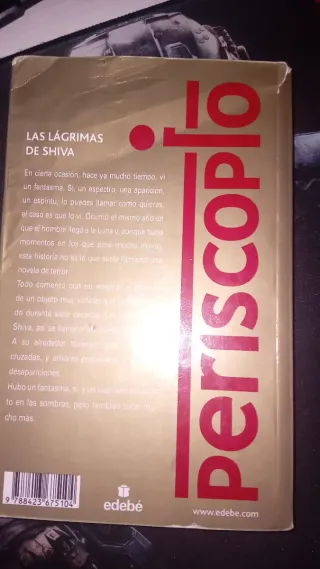 LAS LÁGRIMAS
DE SHIVA
En cierta ocasión, hace ya mucho tiempo, vi
un fantasma. Sí, un espectro, una aparición,
un espíritu; lo puedes llamar como quieras,
el caso es que lo vi. Ocurrió el mismo año en
que el hombre llegó a la Luna y, aunque hubo
momentos en los que pasé mucho miedo,
esta historia no es lo que suele llamarse una
novela de terror.
Todo comenzó con un
de un objeto muy valioso que
do durante siete décadas
Shiva, así se llamaba
A su alrededor
cruzadas, y amores
desapariciones.
Hubo un fantasma, sí, y un
to en las sombras, pero también
cho más.
periscopio
9 788423 675104
edebé
www.edebe.com